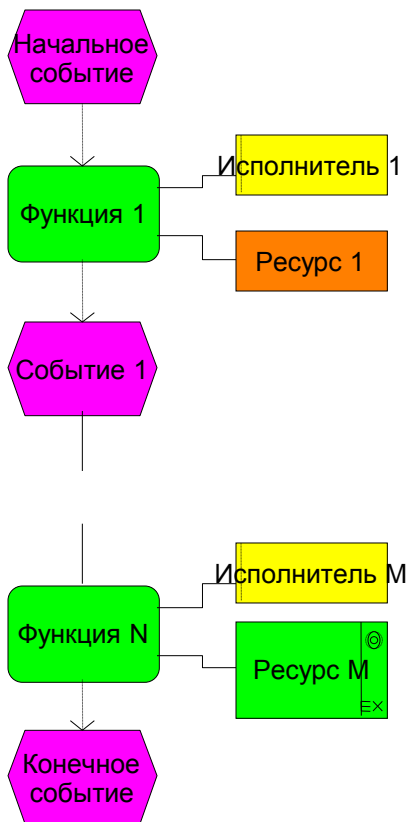 Начальное
событие
Исполнитель 1
Функция 1
Ресурс 1
Событие 1
Исполнитель М
Функция N
Ресурс М
EX
Конечное
событие